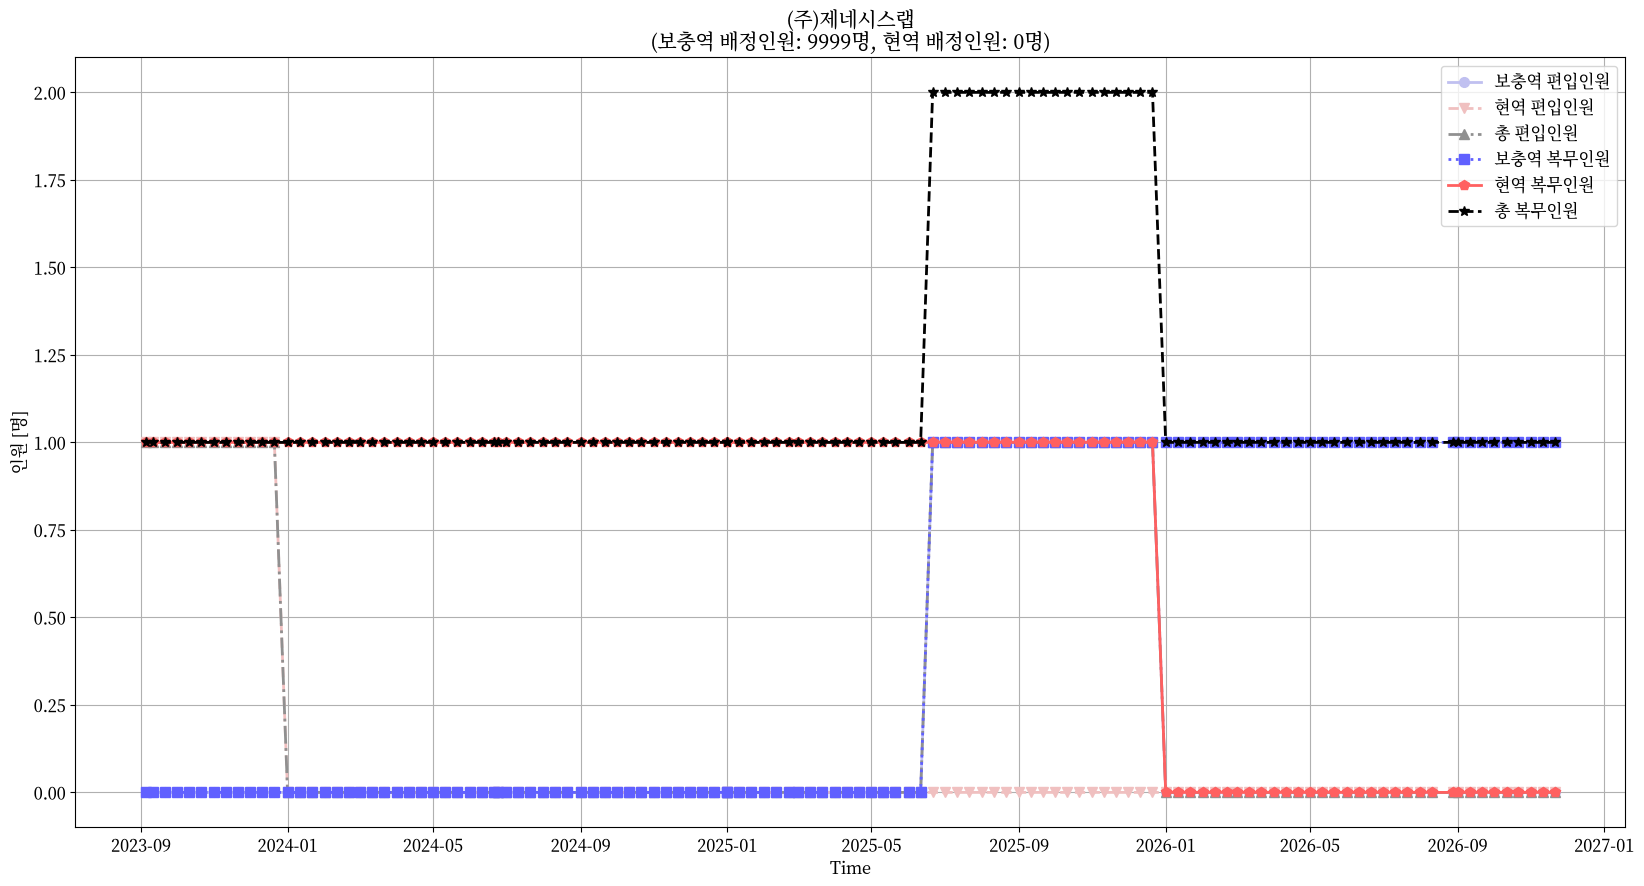 (주)제네시스랩
(보충역 배정인원: 9999명, 현역 배정인원: 0명)
보충역 편입인원
현역 편입인원
총 편입인원
보충역 복무인원
현역 복무인원
총 복무인원
인원 [명]
2.00
1.75
1.50
1.25
1.00
0.75
0.50
0.25
0.00
2023-09 2024-01 2024-05 2024-09 2025-01 2025-05 2025-09 2026-01 2026-05 2026-09 2027-01
Time